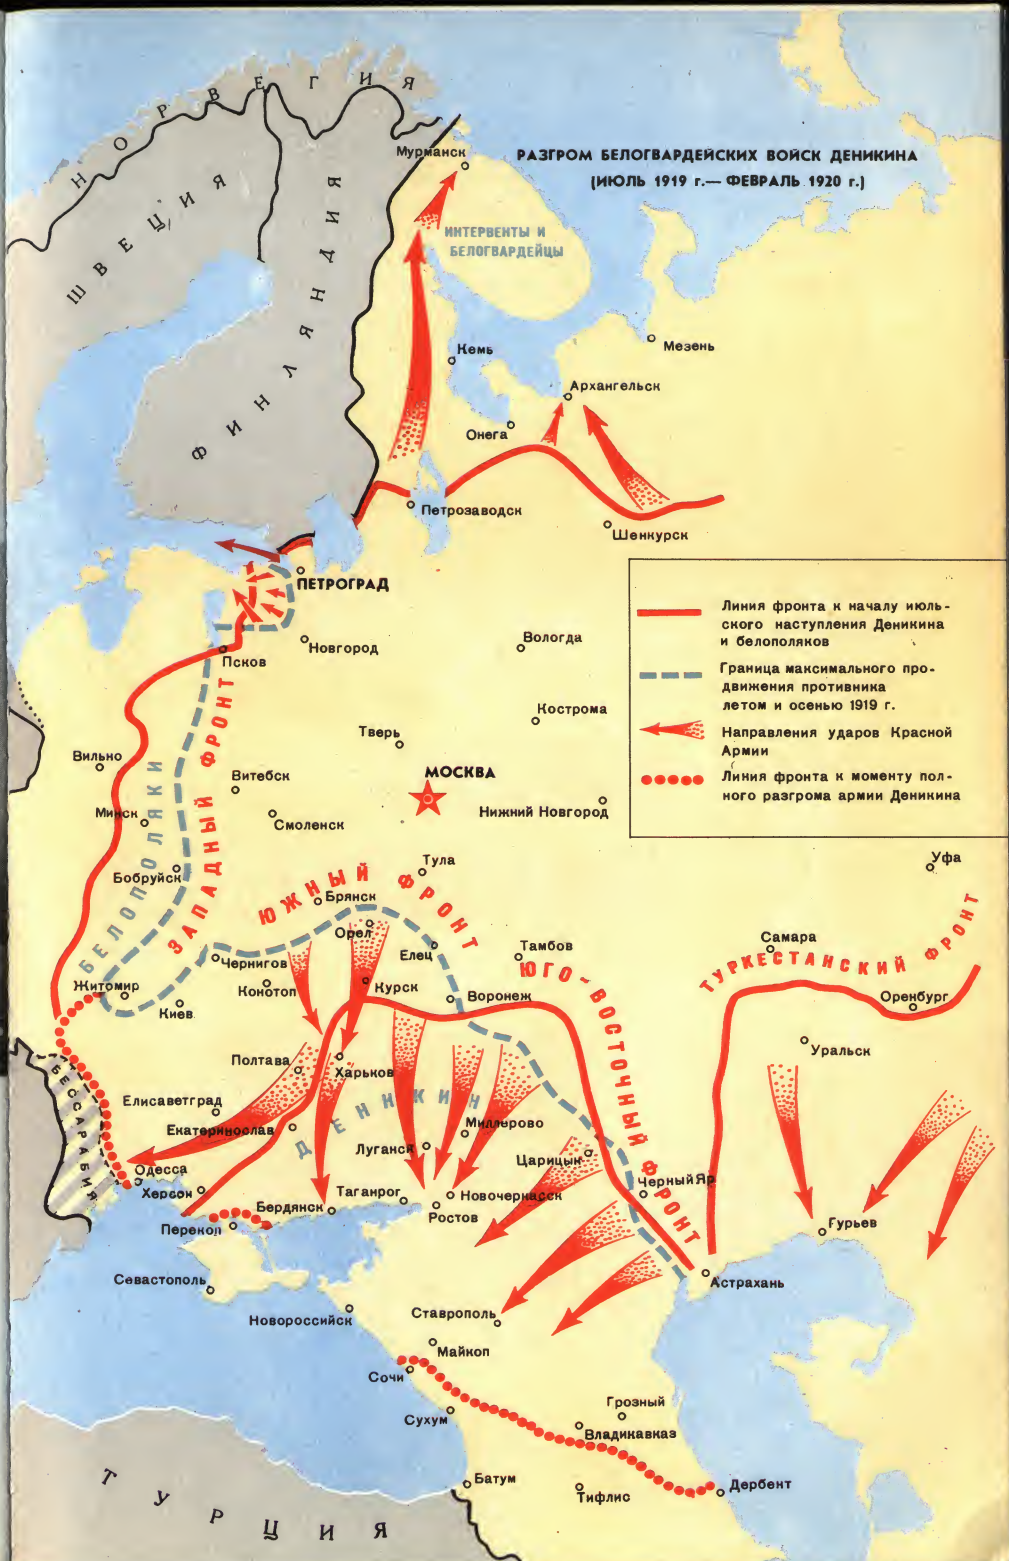 НОРВЕГИЯ
ШВЕЦИЯ
ФИНЛЯНДИЯ
Мурманск
РАЗГРОМ БЕЛОГВАРДЕЙСКИХ ВОЙСК ДЕНИКИНА
(ИЮЛЬ 1919 г.— ФЕВРАЛЬ 1920 г.)
ИНТЕРВЕНТЫ И
БЕЛОГВАРДЕЙЦЫ
Мезень
Кемь
Архангельск
Онега
Петрозаводск
Шенкурск
ПЕТРОГРАД
Линия фронта к началу июль-
ского наступления Деникина
и белополяков
Граница максимального про-
движения противника
летом и осенью 1919 г.
Направления ударов Красной
Армии
Линия фронта к моменту пол-
ного разгрома армии Деникина
Новгород
Вологда
Псков
Кострома
Тверь
Вильно
Витебск
МОСКВА
Минск
Смоленск
Нижний Новгород
Бобруйск
БЕЛОПОЛЯКИ
ЗАПАДНЫЙ ФРОНТ
Тула
Уфа
ЮЖНЫЙ ФРОНТ
Брянск
Орел
Елец
Тамбов
Самара
ТУРКЕСТАНСКИЙ ФРОНТ
ЮГО-ВОСТОЧНЫЙ ФРОНТ
Чернигов
Житомир
Конотоп
Курск
Воронеж
Оренбург
Киев
Уральск
Полтава
Харьков
БЕССАРАБИЯ
Елисаветград
Екатеринослав
ДЕНИКИН
Миллерово
Луганск
Царицын
Одесса
Херсон
Черный Яр
Таганрог
Новочеркасск
Бердянск
Ростов
Перекоп
Гурьев
Севастополь
Астрахань
Новороссийск
Ставрополь
Майкоп
Сочи
Сухум
Грозный
Владикавказ
Батум
Тифлис
Дербент
ТУРЦИЯ